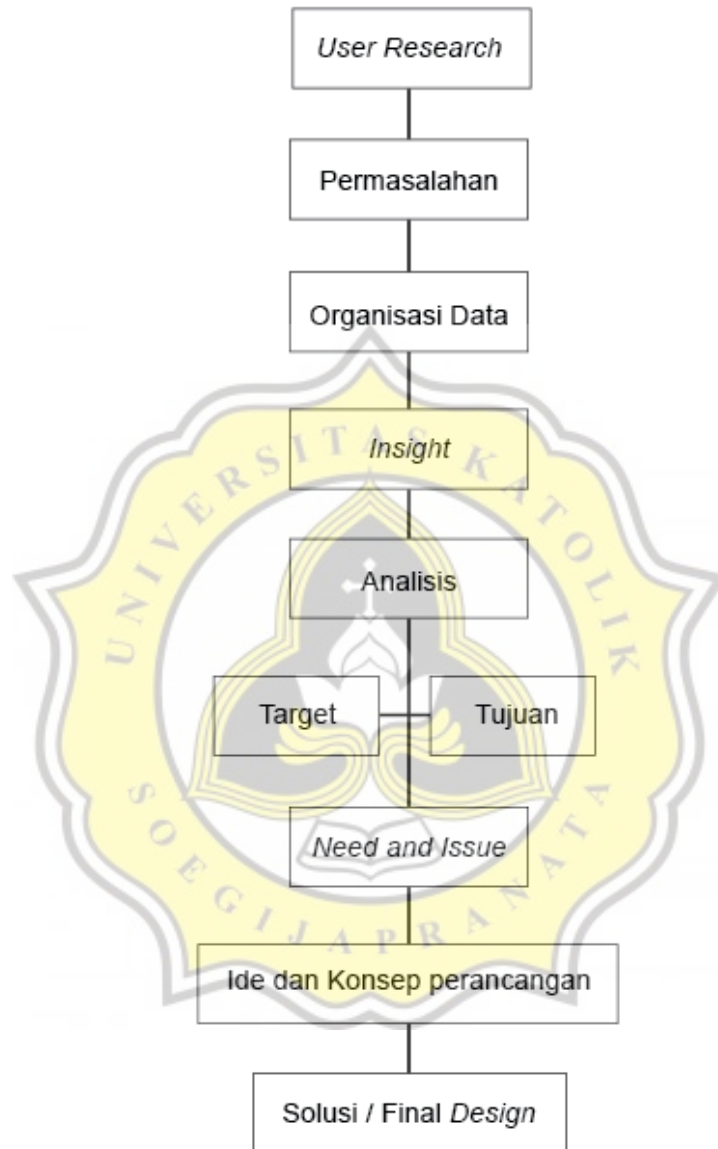 User Research
Permasalahan
Organisasi Data
Insight
Analisis
Target
Tujuan
Need and Issue
Ide dan Konsep perancangan
Solusi / Final Design
UNIVERSITAS KATOLIK
SOEGIJAPRANATA